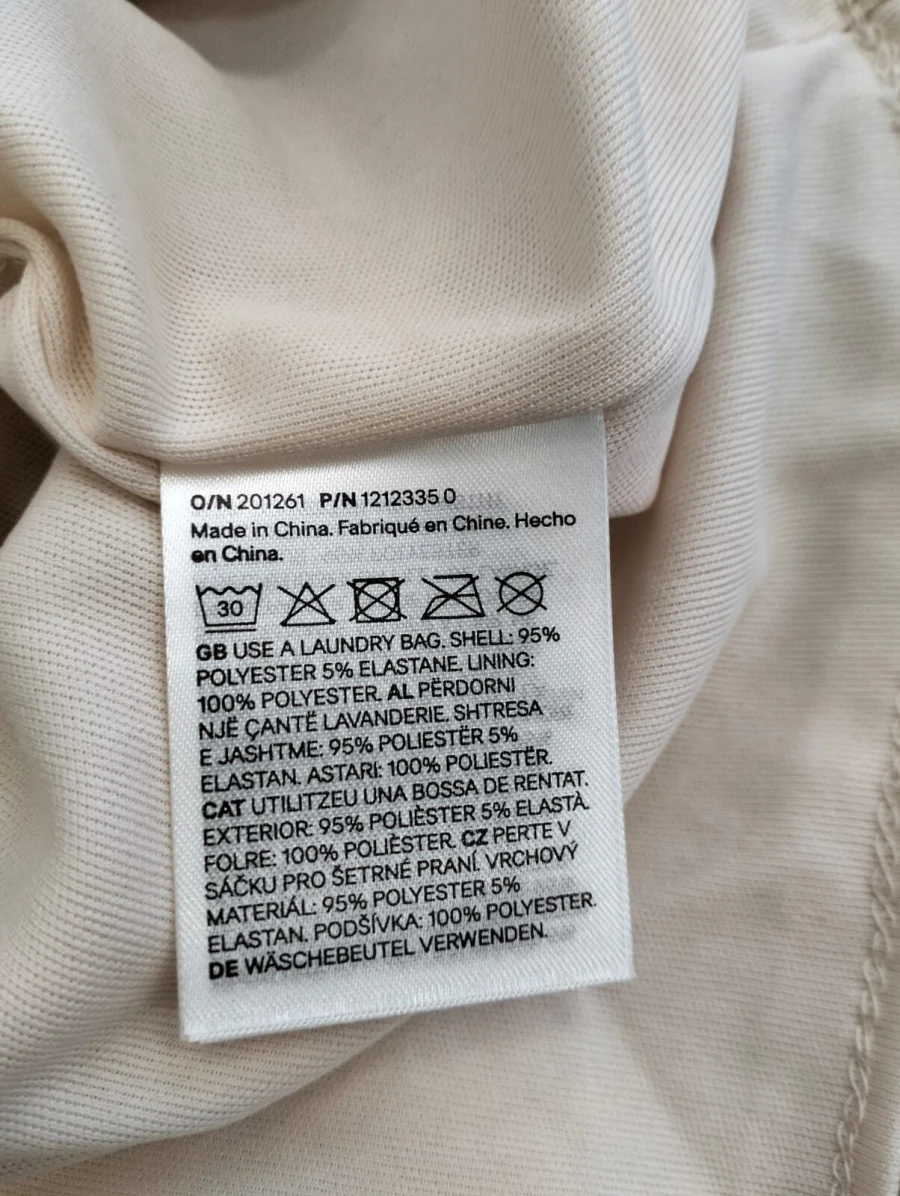 O/N 201261 P/N 1212335 0
Made in China. Fabriqué en Chine. Hecho
en China.
30
GB USE A LAUNDRY BAG. SHELL: 95%
POLYESTER 5% ELASTANE. LINING:
100% POLYESTER. AL PËRDORNI
NJË ÇANTË LAVANDERIE. SHTRESA
E JASHTME: 95% POLIESTËR 5%
ELASTAN. ASTARI: 100% POLIESTËR.
CAT UTILITZEU UNA BOSSA DE RENTAT.
EXTERIOR: 95% POLIÈSTER 5% ELASTÀ.
FOLRE: 100% POLIÈSTER. CZ PERTE V
SÁČKU PRO ŠETRNÉ PRANÍ. VRCHOVÝ
MATERIÁL: 95% POLYESTER 5%
ELASTAN. PODŠÍVKA: 100% POLYESTER.
DE WÄSCHEBEUTEL VERWENDEN.